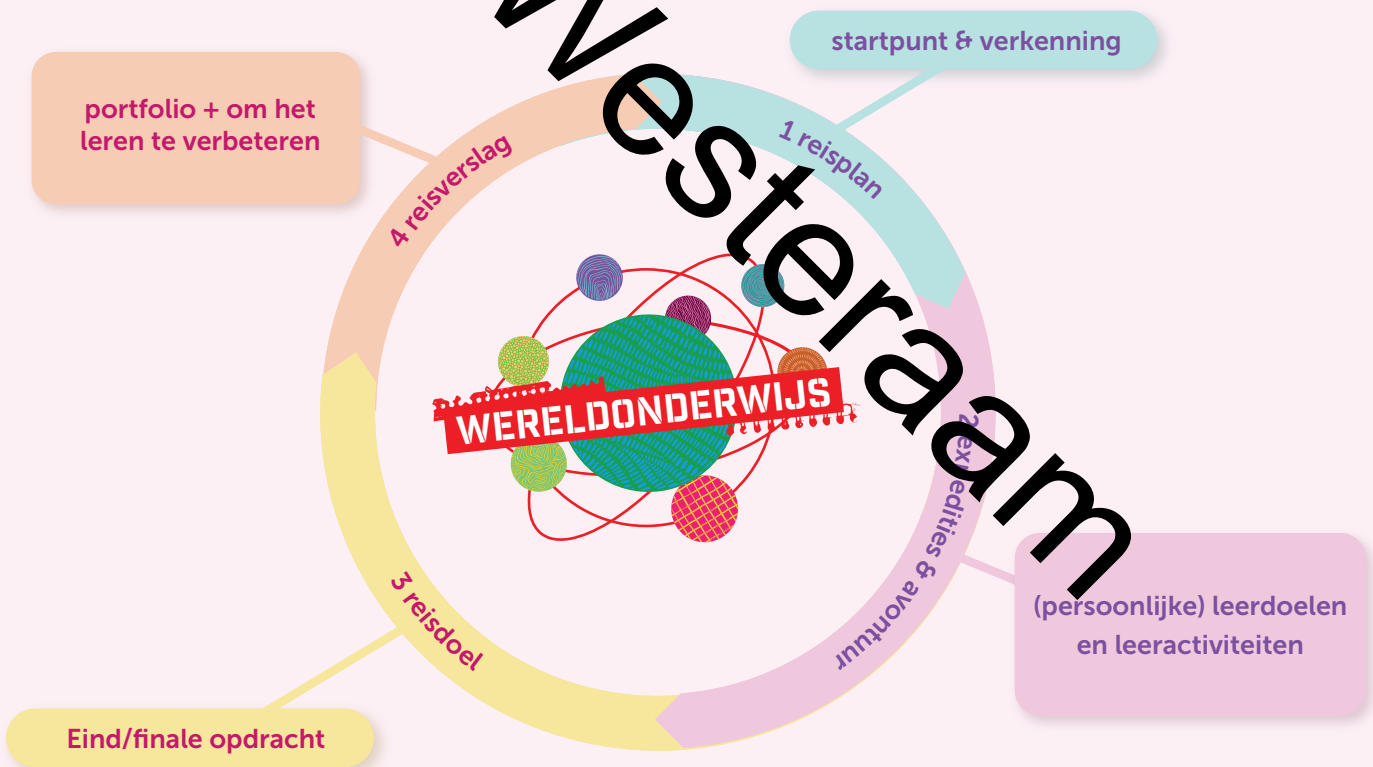 Westeraam
startpunt & verkenning
portfolio + om het
leren te verbeteren
1 reisplan
4 reisverslag
WERELDONDERWIJS
2 expedities & avontuur
(persoonlijke) leerdoelen
en leeractiviteiten
3 reisdoel
Eind/finale opdracht